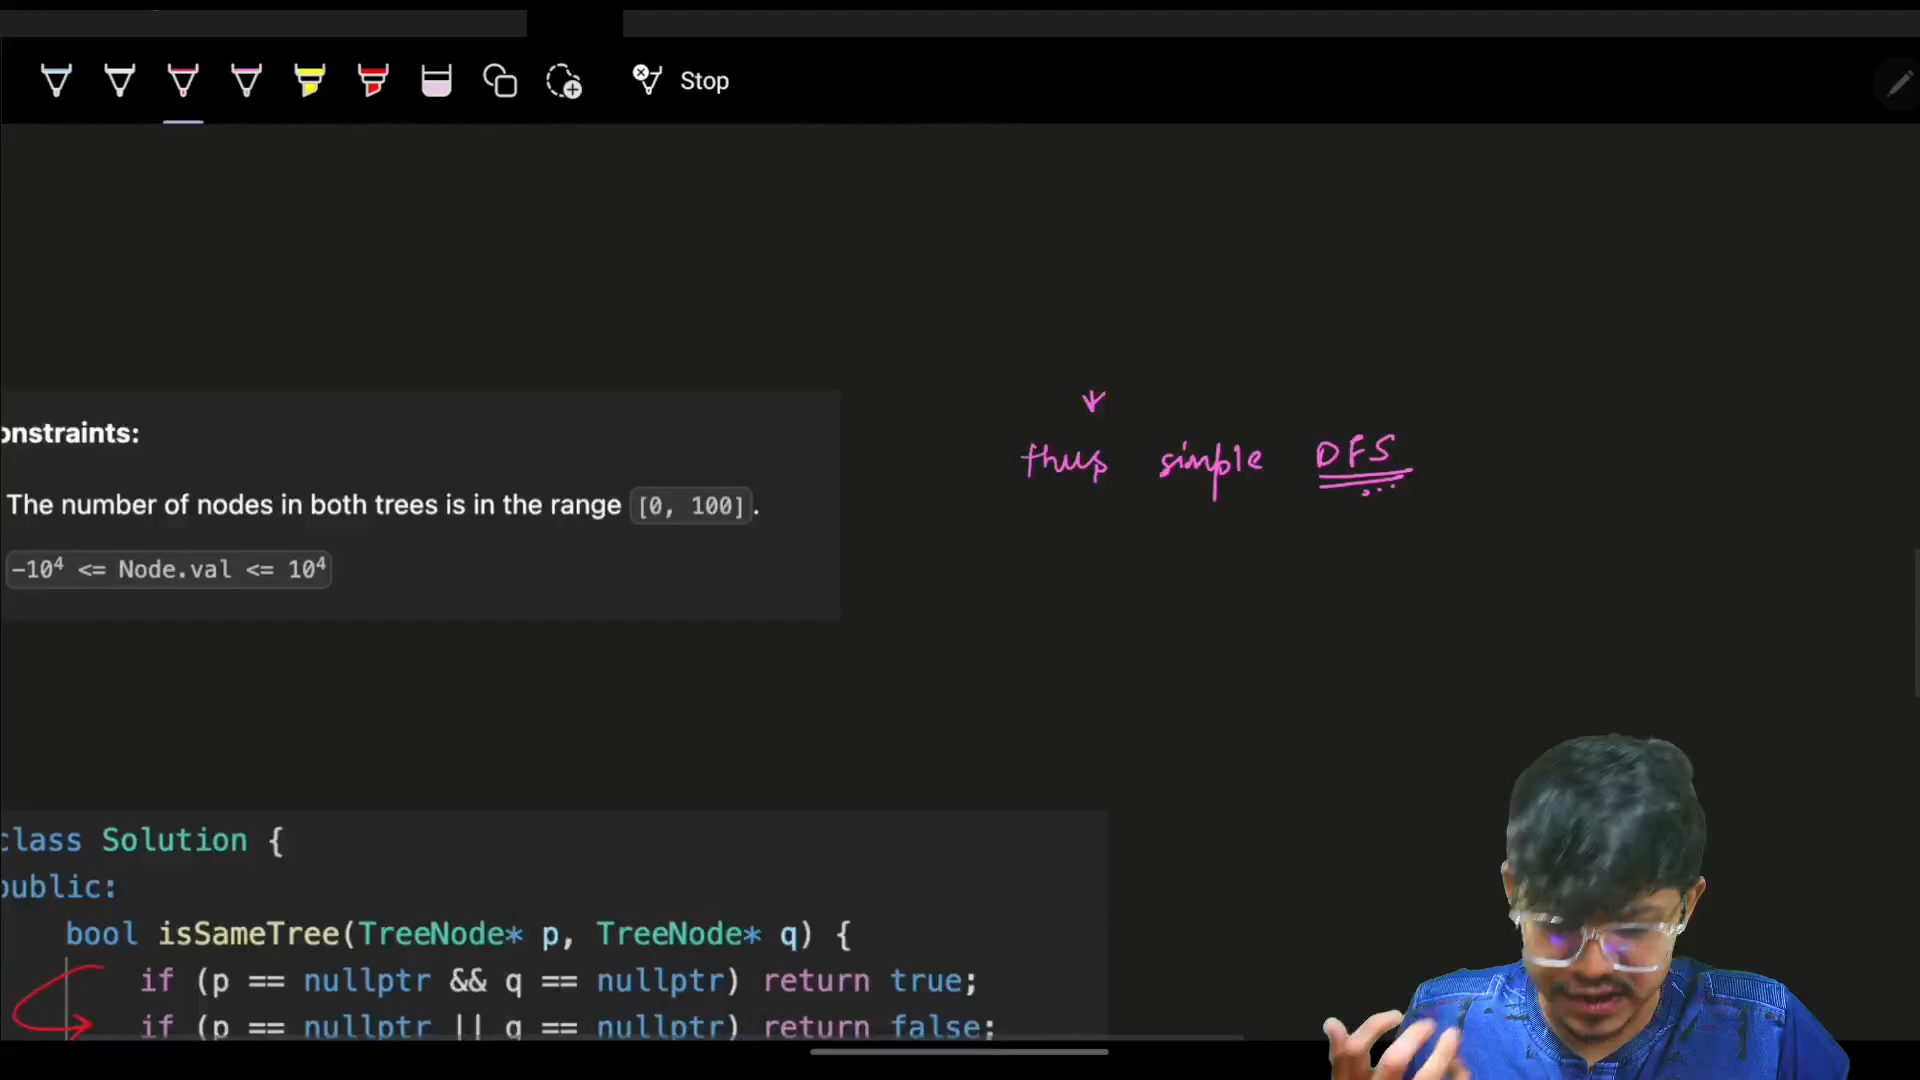 Stop
onstraints:
The number of nodes in both trees is in the range [0, 100].
-10⁴ <= Node.val <= 10⁴
thus simple DFS
class Solution {
public:
bool isSameTree(TreeNode* p, TreeNode* q) {
if (p == nullptr && q == nullptr) return true;
if (p == nullptr || q == nullptr) return false;